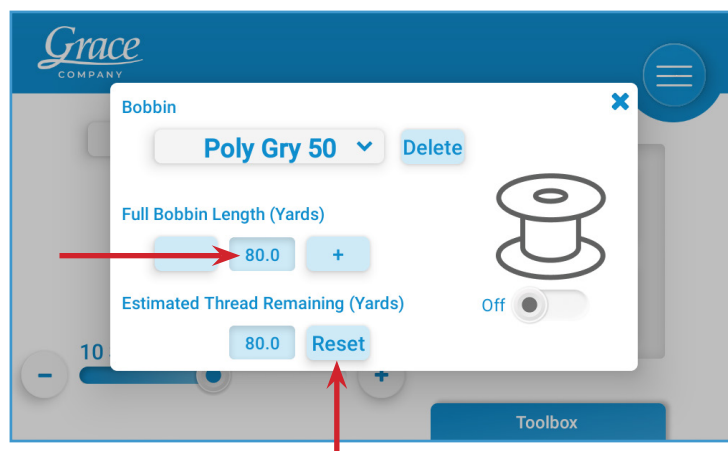 Grace
COMPANY
Bobbin
Poly Gry 50
Delete
Full Bobbin Length (Yards)
80.0 +
Estimated Thread Remaining (Yards)
Off
80.0 Reset
10
- +
Toolbox